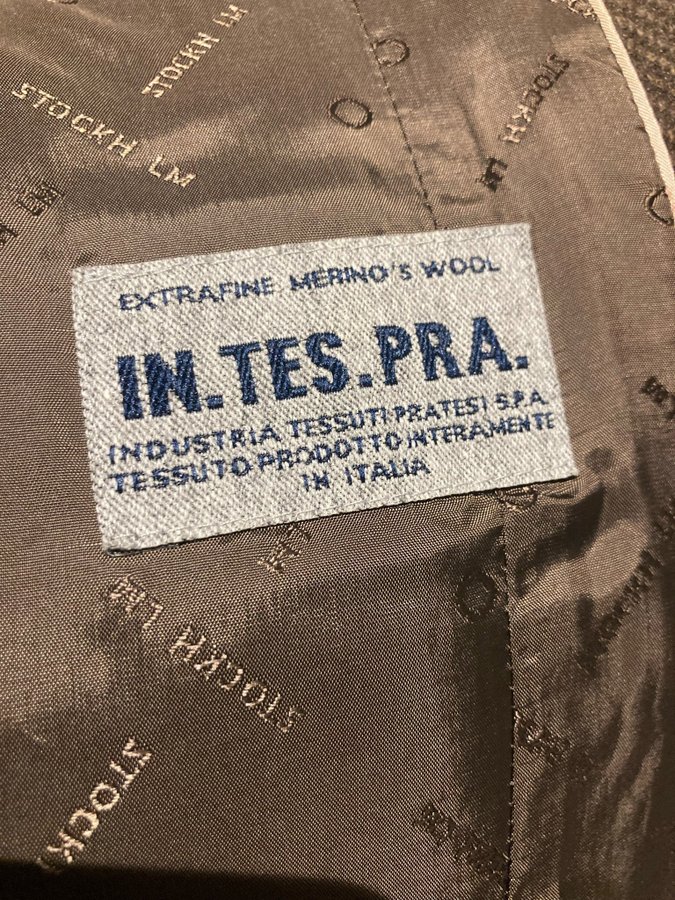 STOCKH LM
STOCKH LM
STOCKH LM
LM
EXTRAFINE MERINO'S WOOL
IN.TES.PRA.
INDUSTRIA TESSUTI PRATESI S.P.A.
TESSUTO PRODOTTO INTERAMENTE
IN ITALIA
STOCKH LM
STOCKH
STOCK